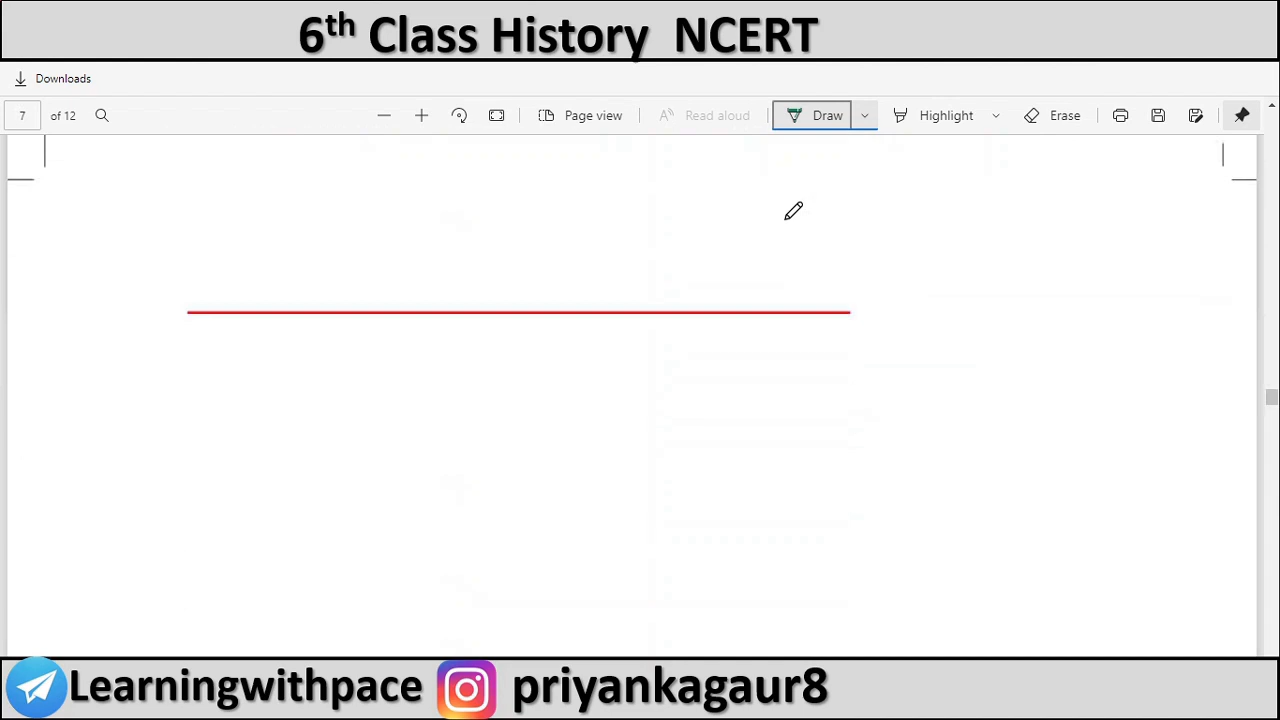 6th Class History NCERT
Downloads
7 of 12 Page view Read aloud Draw Highlight Erase
Learningwithpace priyankagaur8